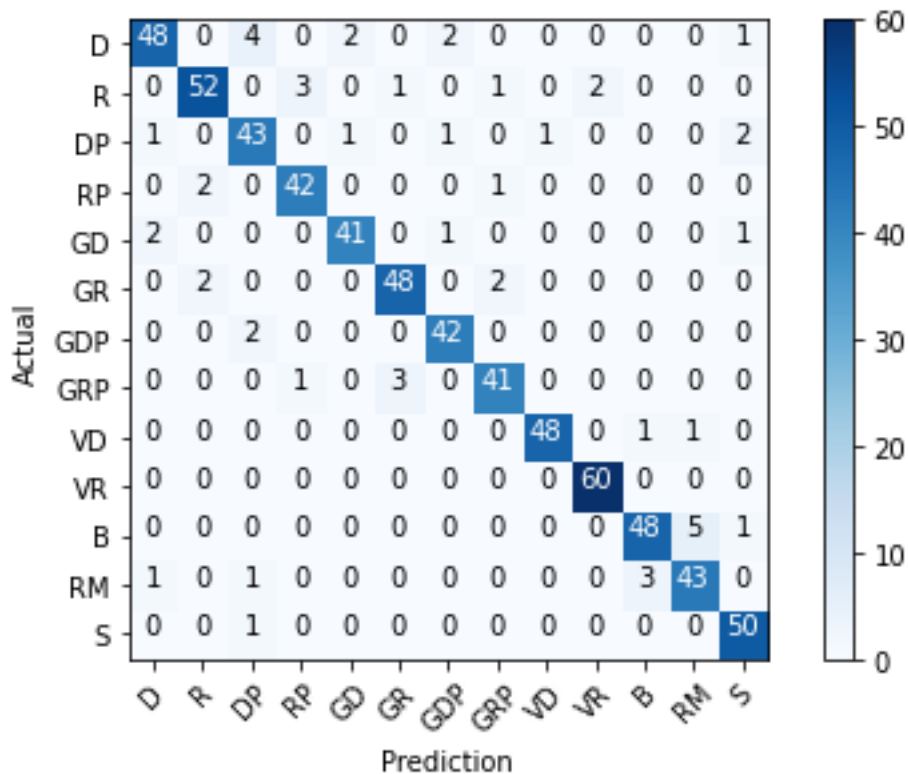 D 48 0 4 0 2 0 2 0 0 0 0 0 1
R 0 52 0 3 0 1 0 1 0 2 0 0 0
DP 1 0 43 0 1 0 1 0 1 0 0 0 2
RP 0 2 0 42 0 0 0 1 0 0 0 0 0
GD 2 0 0 0 41 0 1 0 0 0 0 0 1
GR 0 2 0 0 0 48 0 2 0 0 0 0 0
GDP 0 0 2 0 0 0 42 0 0 0 0 0 0
GRP 0 0 0 1 0 3 0 41 0 0 0 0 0
VD 0 0 0 0 0 0 0 0 48 0 1 1 0
VR 0 0 0 0 0 0 0 0 0 60 0 0 0
B 0 0 0 0 0 0 0 0 0 0 48 5 1
RM 1 0 1 0 0 0 0 0 0 0 3 43 0
S 0 0 1 0 0 0 0 0 0 0 0 0 50
D R DP RP GD GR GDP GRP VD VR B RM S
Prediction
Actual
60
50
40
30
20
10
0